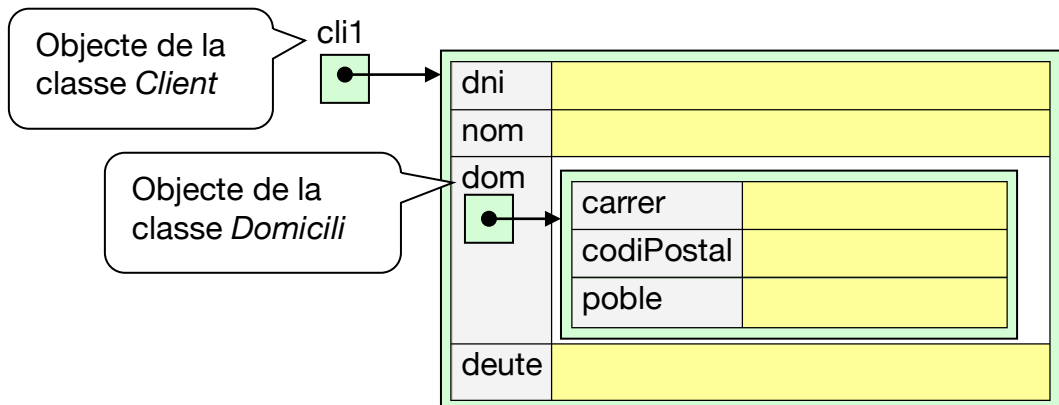 Objecte de la
classe Client
cli1
dni
nom
Objecte de la
classe Domicili
dom
carrer
codiPostal
poble
deute